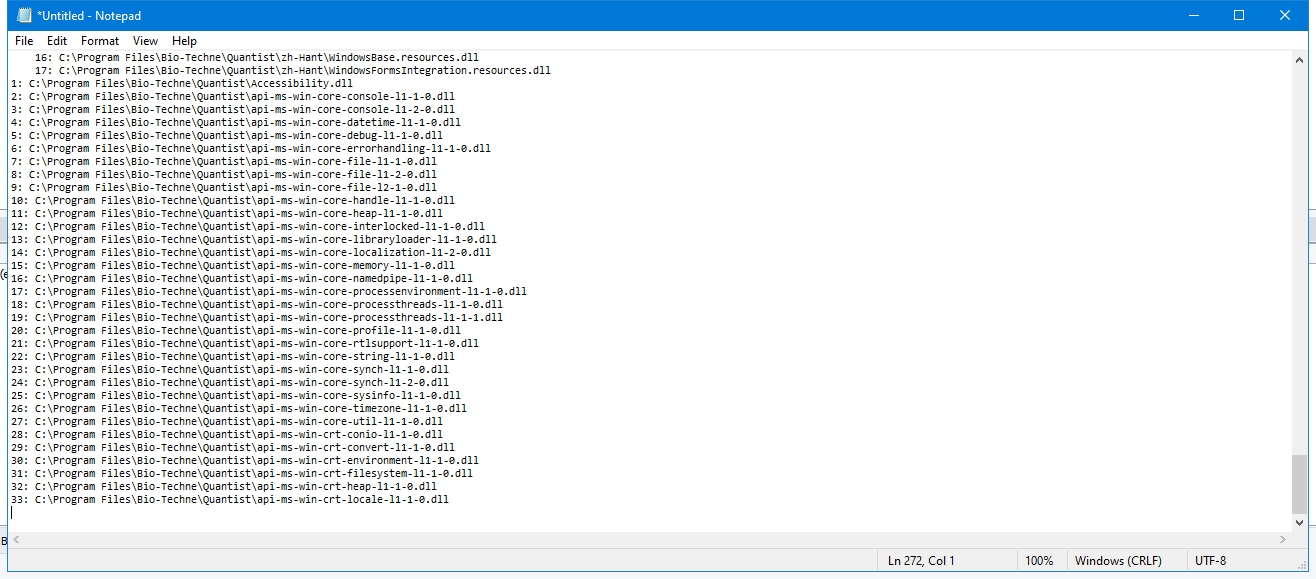 *Untitled - Notepad
File Edit Format View Help
16: C:\Program Files\Bio-Techne\Quantist\zh-Hant\WindowsBase.resources.dll
17: C:\Program Files\Bio-Techne\Quantist\zh-Hant\WindowsFormsIntegration.resources.dll
1: C:\Program Files\Bio-Techne\Quantist\Accessibility.dll
2: C:\Program Files\Bio-Techne\Quantist\api-ms-win-core-console-l1-1-0.dll
3: C:\Program Files\Bio-Techne\Quantist\api-ms-win-core-console-l1-2-0.dll
4: C:\Program Files\Bio-Techne\Quantist\api-ms-win-core-datetime-l1-1-0.dll
5: C:\Program Files\Bio-Techne\Quantist\api-ms-win-core-debug-l1-1-0.dll
6: C:\Program Files\Bio-Techne\Quantist\api-ms-win-core-errorhandling-l1-1-0.dll
7: C:\Program Files\Bio-Techne\Quantist\api-ms-win-core-file-l1-1-0.dll
8: C:\Program Files\Bio-Techne\Quantist\api-ms-win-core-file-l1-2-0.dll
9: C:\Program Files\Bio-Techne\Quantist\api-ms-win-core-file-l2-1-0.dll
10: C:\Program Files\Bio-Techne\Quantist\api-ms-win-core-handle-l1-1-0.dll
11: C:\Program Files\Bio-Techne\Quantist\api-ms-win-core-heap-l1-1-0.dll
12: C:\Program Files\Bio-Techne\Quantist\api-ms-win-core-interlocked-l1-1-0.dll
13: C:\Program Files\Bio-Techne\Quantist\api-ms-win-core-libraryloader-l1-1-0.dll
14: C:\Program Files\Bio-Techne\Quantist\api-ms-win-core-localization-l1-2-0.dll
15: C:\Program Files\Bio-Techne\Quantist\api-ms-win-core-memory-l1-1-0.dll
16: C:\Program Files\Bio-Techne\Quantist\api-ms-win-core-namedpipe-l1-1-0.dll
17: C:\Program Files\Bio-Techne\Quantist\api-ms-win-core-processenvironment-l1-1-0.dll
18: C:\Program Files\Bio-Techne\Quantist\api-ms-win-core-processthreads-l1-1-0.dll
19: C:\Program Files\Bio-Techne\Quantist\api-ms-win-core-processthreads-l1-1-1.dll
20: C:\Program Files\Bio-Techne\Quantist\api-ms-win-core-profile-l1-1-0.dll
21: C:\Program Files\Bio-Techne\Quantist\api-ms-win-core-rtlsupport-l1-1-0.dll
22: C:\Program Files\Bio-Techne\Quantist\api-ms-win-core-string-l1-1-0.dll
23: C:\Program Files\Bio-Techne\Quantist\api-ms-win-core-synch-l1-1-0.dll
24: C:\Program Files\Bio-Techne\Quantist\api-ms-win-core-synch-l1-2-0.dll
25: C:\Program Files\Bio-Techne\Quantist\api-ms-win-core-sysinfo-l1-1-0.dll
26: C:\Program Files\Bio-Techne\Quantist\api-ms-win-core-timezone-l1-1-0.dll
27: C:\Program Files\Bio-Techne\Quantist\api-ms-win-core-util-l1-1-0.dll
28: C:\Program Files\Bio-Techne\Quantist\api-ms-win-crt-conio-l1-1-0.dll
29: C:\Program Files\Bio-Techne\Quantist\api-ms-win-crt-convert-l1-1-0.dll
30: C:\Program Files\Bio-Techne\Quantist\api-ms-win-crt-environment-l1-1-0.dll
31: C:\Program Files\Bio-Techne\Quantist\api-ms-win-crt-filesystem-l1-1-0.dll
32: C:\Program Files\Bio-Techne\Quantist\api-ms-win-crt-heap-l1-1-0.dll
33: C:\Program Files\Bio-Techne\Quantist\api-ms-win-crt-locale-l1-1-0.dll
Ln 272, Col 1 100% Windows (CRLF) UTF-8